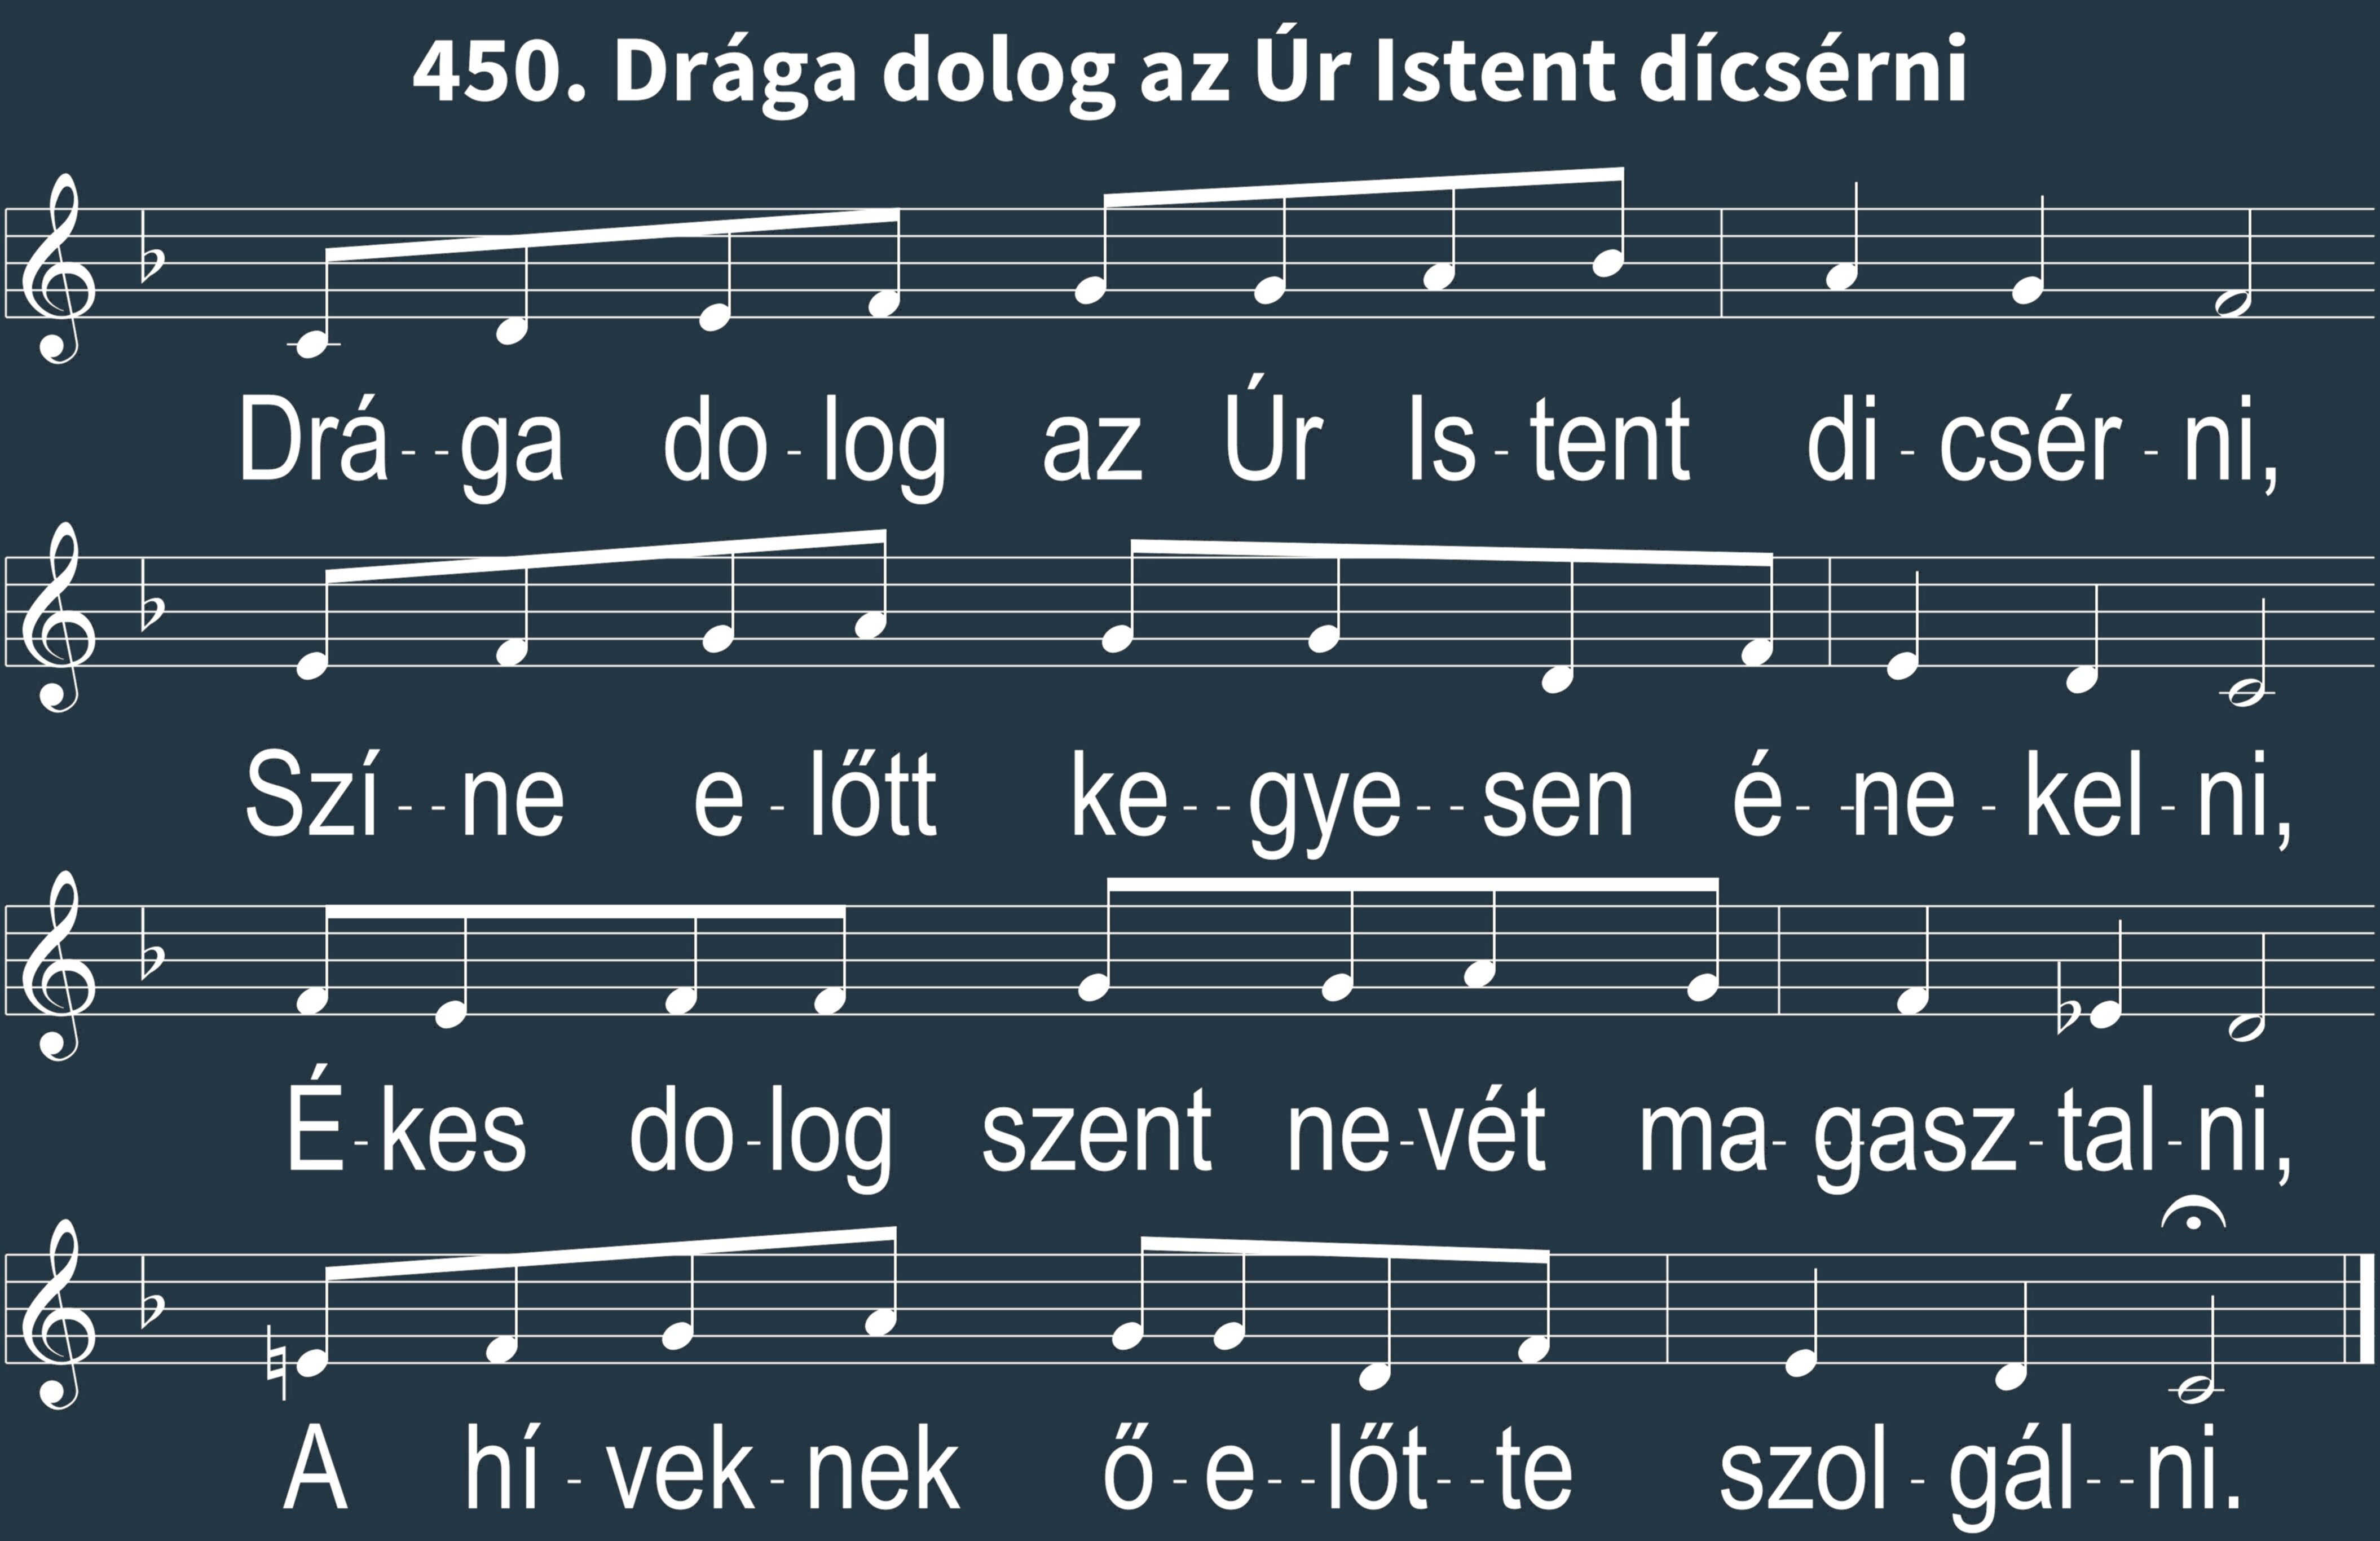 450. Drága dolog az Úr Istent dícsérni
Drá--ga do-log az Úr Is-tent di-csér-ni,
Szí--ne e-lőtt ke--gye--sen é--ne-kel-ni,
É-kes do-log szent ne-vét ma-gasz-tal-ni,
A hí-vek-nek ő-e--lőt--te szol-gál--ni.